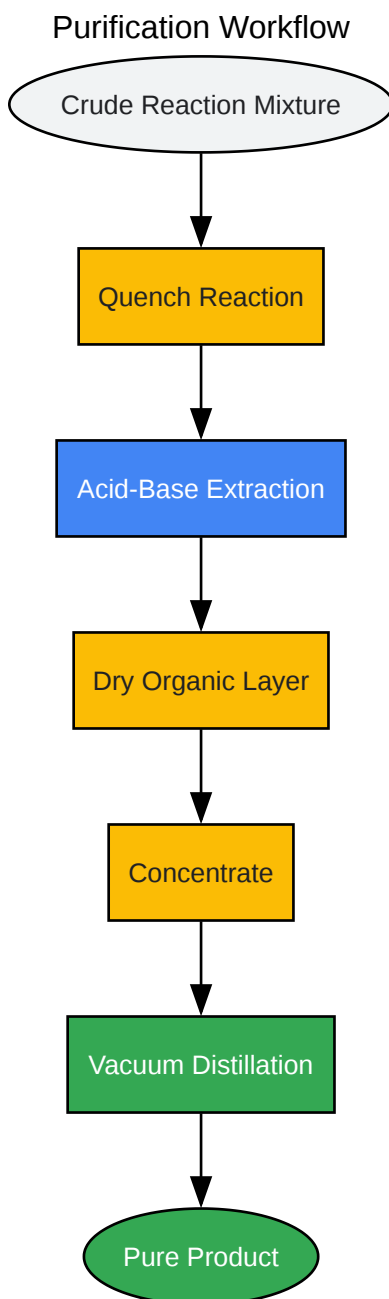 Purification Workflow
Crude Reaction Mixture
Quench Reaction
Acid-Base Extraction
Dry Organic Layer
Concentrate
Vacuum Distillation
Pure Product